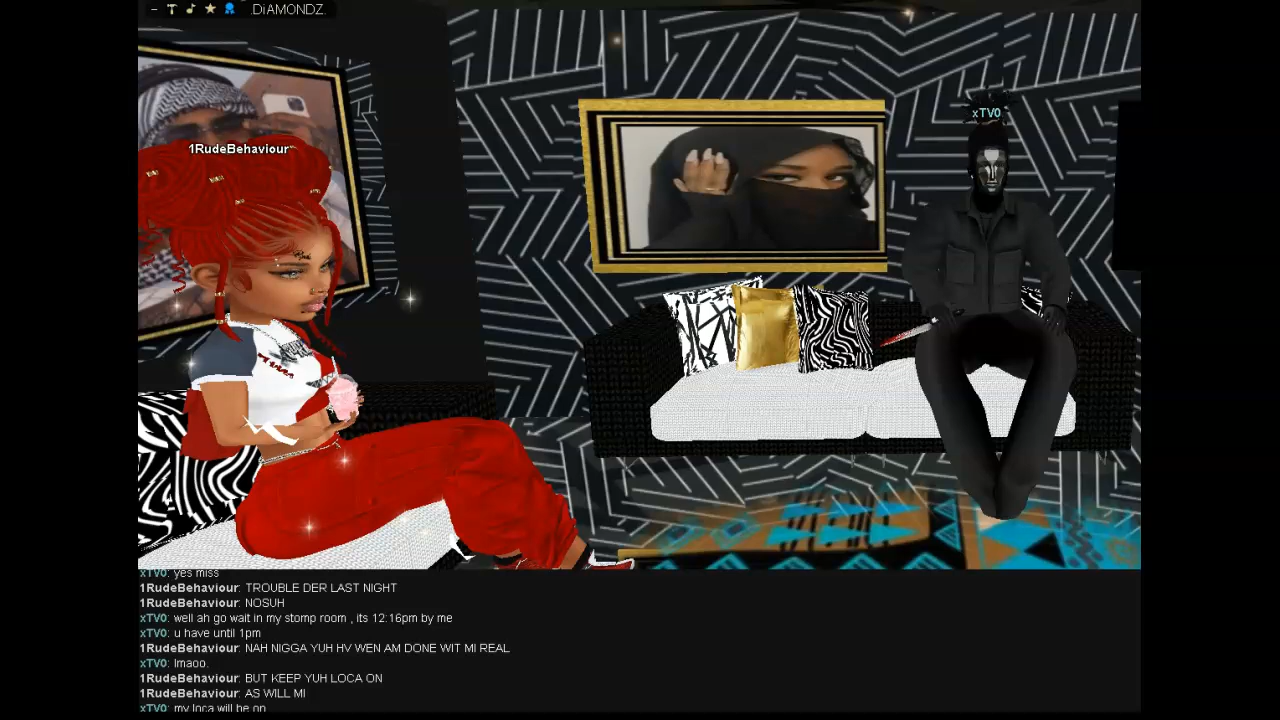 .DiAMONDZ.
xTV0
1RudeBehaviour
xTV0: yes miss
1RudeBehaviour: TROUBLE DER LAST NIGHT
1RudeBehaviour: NOSUH
xTV0: well ah go wait in my stomp room , its 12:16pm by me
xTV0: u have until 1pm
1RudeBehaviour: NAH NIGGA YUH HV WEN AM DONE WIT MI REAL
xTV0: lmaoo.
1RudeBehaviour: BUT KEEP YUH LOCA ON
1RudeBehaviour: AS WILL MI
xTV0: my loca will be on